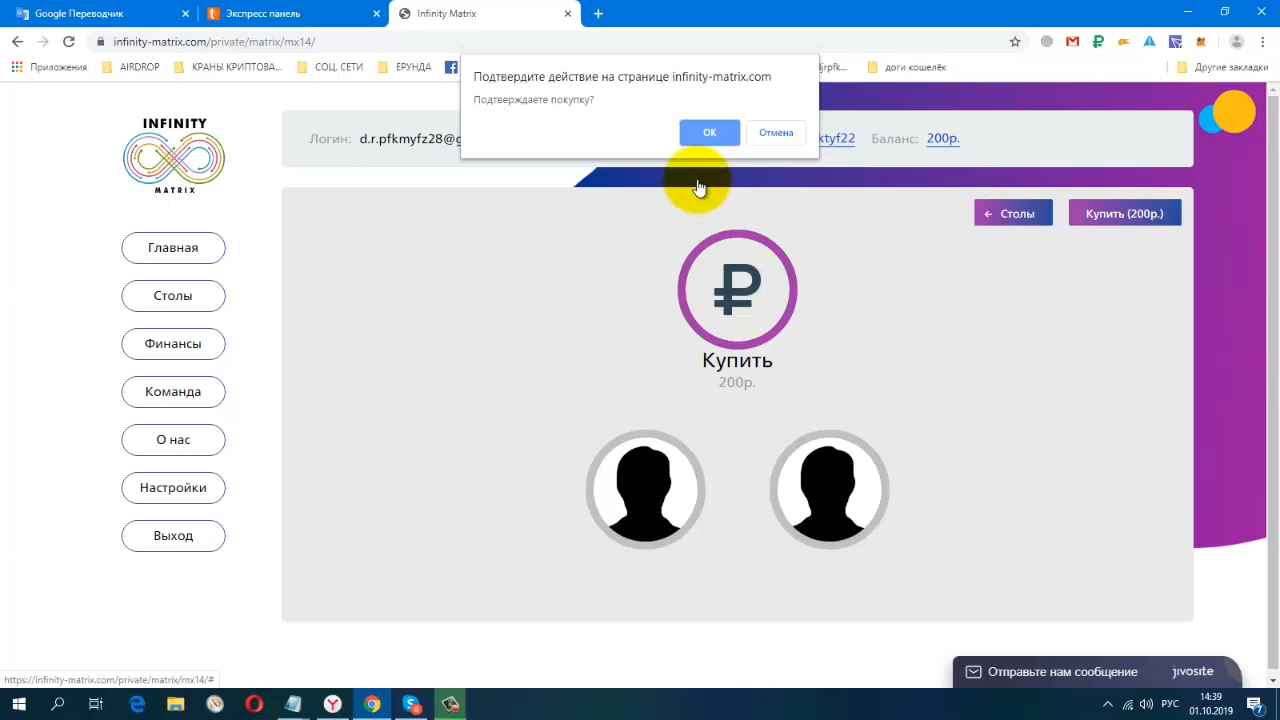 Google Переводчик
Экспресс панель
Infinity Matrix
infinity-matrix.com/private/matrix/mx14/
Приложения
AIRDROP
КРАНЫ КРИПТОВА...
СОЦ. СЕТИ
ЕРУНДА
доги кошелёк
Другие закладки
Подтвердите действие на странице infinity-matrix.com
Подтверждаете покупку?
ОК
Отмена
INFINITY
MATRIX
Логин: d.r.pfkmyfz28@g
ktyf22
Баланс: 200р.
← Столы
Купить (200р.)
Главная
Столы
Финансы
Команда
О нас
Настройки
Выход
₽
Купить
200р.
https://infinity-matrix.com/private/matrix/mx14/#
Отправьте нам сообщение
jivosite
РУС
14:39
01.10.2019